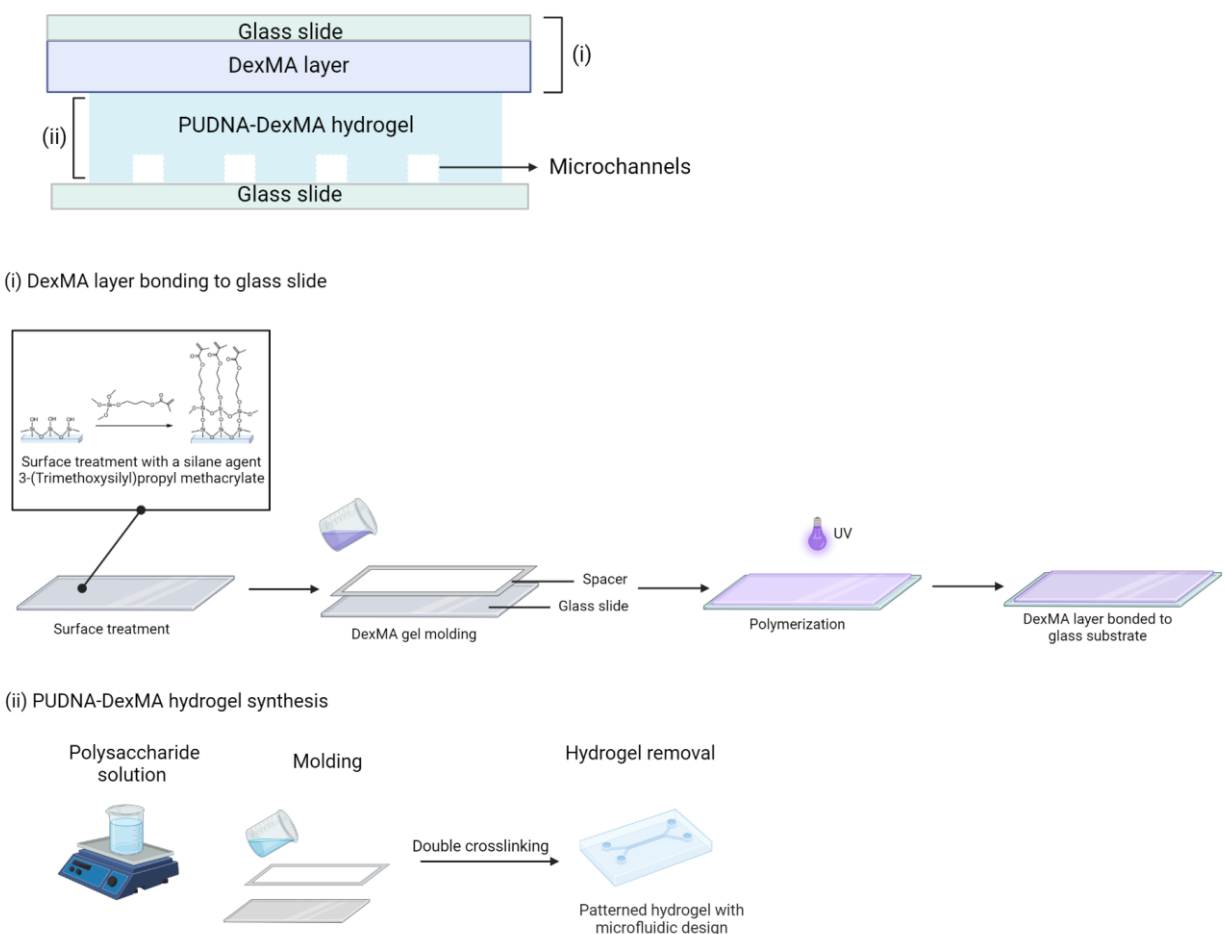 Glass slide
DexMA layer
(i)
(ii)
PUDNA-DexMA hydrogel
Microchannels
Glass slide
(i) DexMA layer bonding to glass slide
Surface treatment with a silane agent
3-(Trimethoxysilyl)propyl methacrylate
UV
Spacer
Glass slide
Surface treatment
DexMA gel molding
Polymerization
DexMA layer bonded to
glass substrate
(ii) PUDNA-DexMA hydrogel synthesis
Polysaccharide
solution
Molding
Hydrogel removal
Double crosslinking
Patterned hydrogel with
microfluidic design